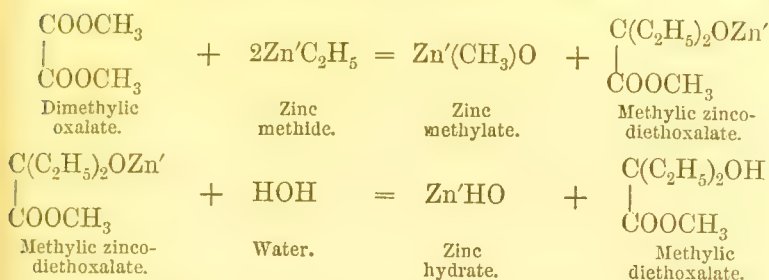 COOCH₃
| + 2Zn′C₂H₅ = Zn′(CH₃)O + C(C₂H₅)₂OZn′
COOCH₃ COOCH₃
Dimethylic oxalate. Zinc methide. Zinc methylate. Methylic zinco-diethoxalate.
C(C₂H₅)₂OZn′ C(C₂H₅)₂OH
| + HOH = Zn′HO + |
COOCH₃ COOCH₃
Methylic zinco-diethoxalate. Water. Zinc hydrate. Methylic diethoxalate.